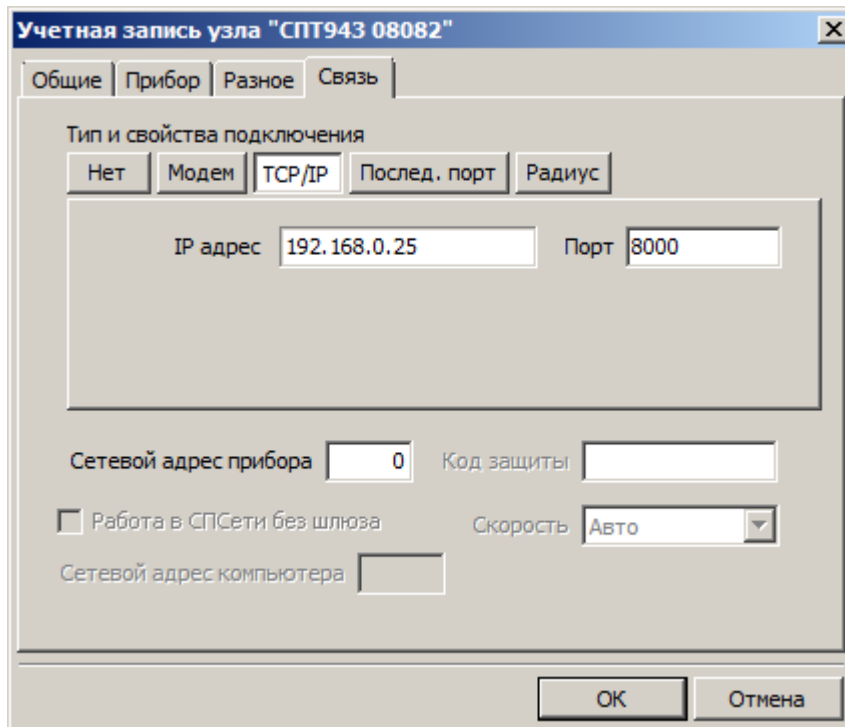 Учетная запись узла "СПТ943 08082"
Общие Прибор Разное Связь
Тип и свойства подключения
Нет Модем TCP/IP Послед. порт Радиус
IP адрес 192.168.0.25 Порт 8000
Сетевой адрес прибора 0 Код защиты
Работа в СПСети без шлюза Скорость Авто
Сетевой адрес компьютера
OK Отмена